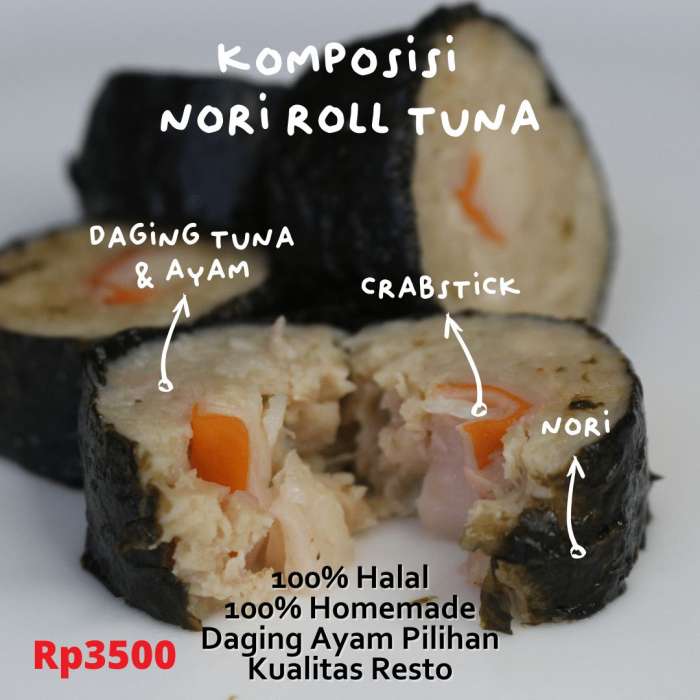 KOMPOSISI
NORI ROLL TUNA
DAGING TUNA
& AYAM
CRABSTICK
NORI
100% Halal
100% Homemade
Daging Ayam Pilihan
Kualitas Resto
Rp3500